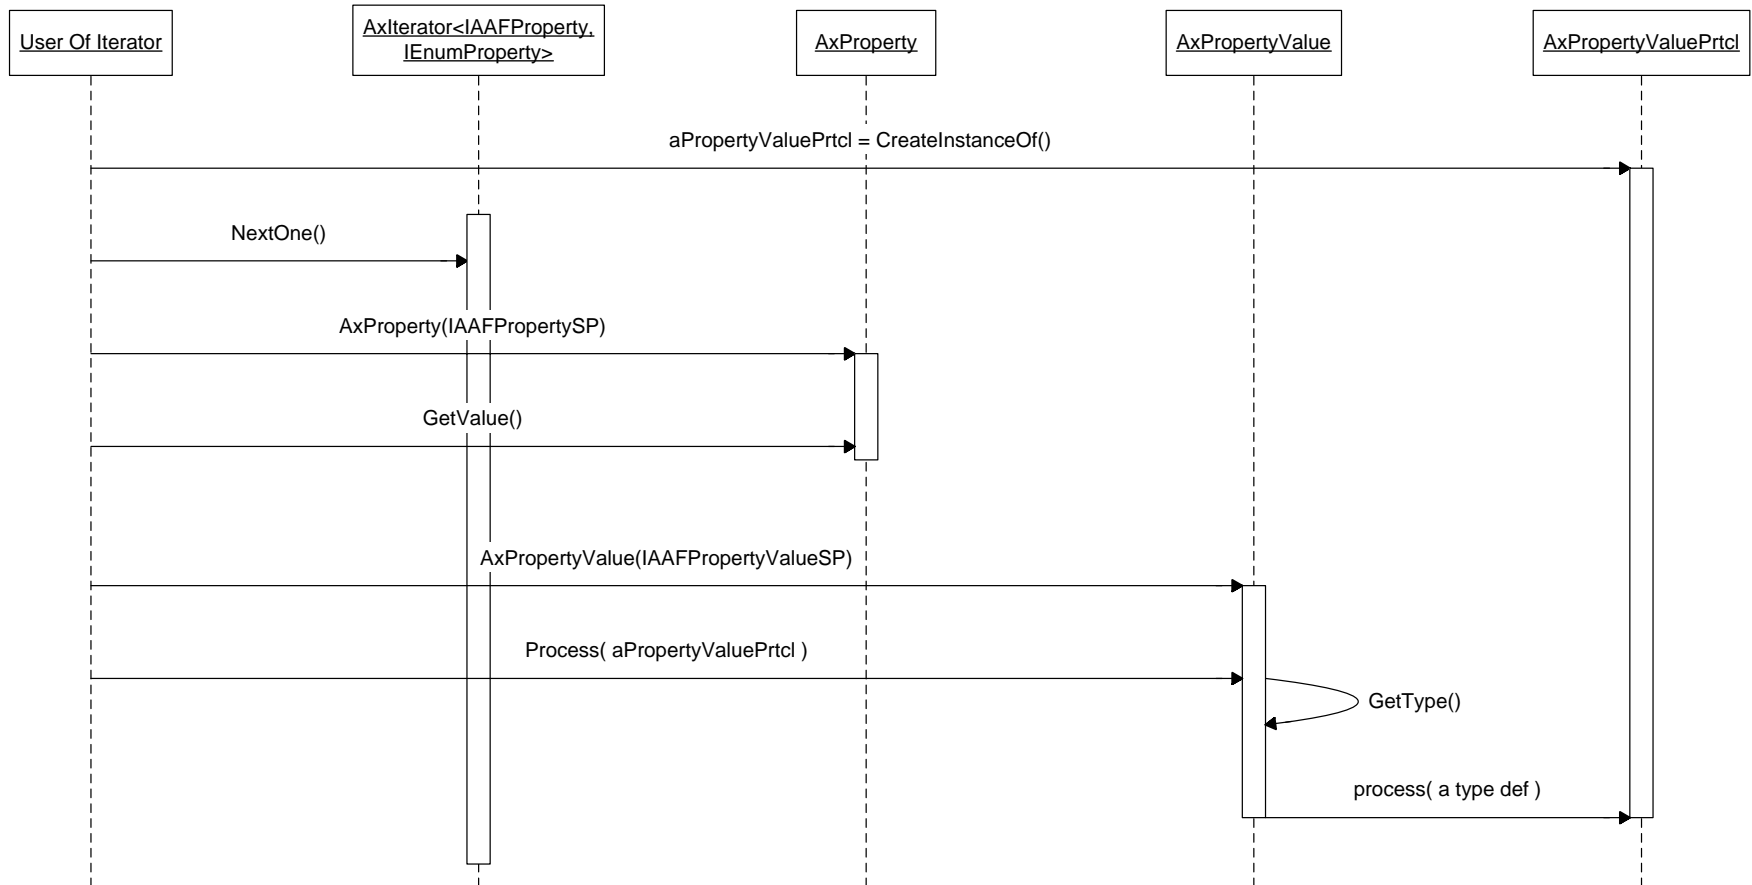 User Of Iterator
AxIterator<IAAFProperty,
IEnumProperty>
AxProperty
AxPropertyValue
AxPropertyValuePrtcl
aPropertyValuePrtcl = CreateInstanceOf()
NextOne()
AxProperty(IAAFPropertySP)
GetValue()
AxPropertyValue(IAAFPropertyValueSP)
Process( aPropertyValuePrtcl )
GetType()
process( a type def )